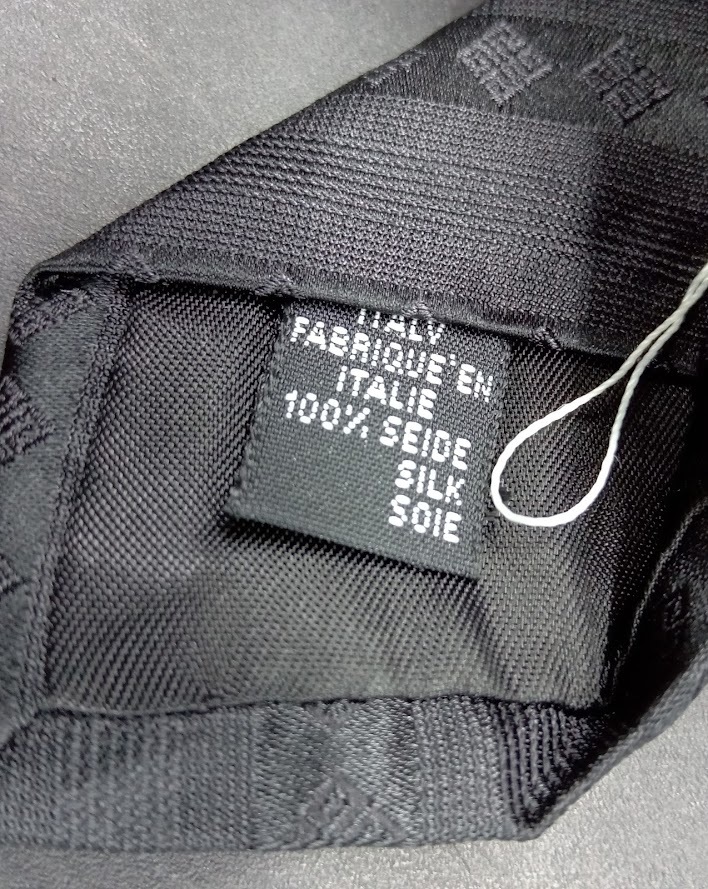 ITALY
FABRIQUE'EN
ITALIE
100% SEIDE
SILK
SOIE